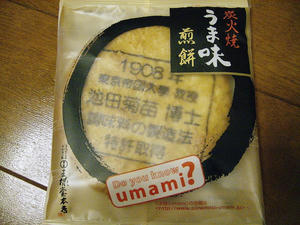 炭火焼
うま味
煎餅
1908年
東京帝国大學 教授
池田菊苗 博士
調味料の製造法
特許取得
Do you know
umami?